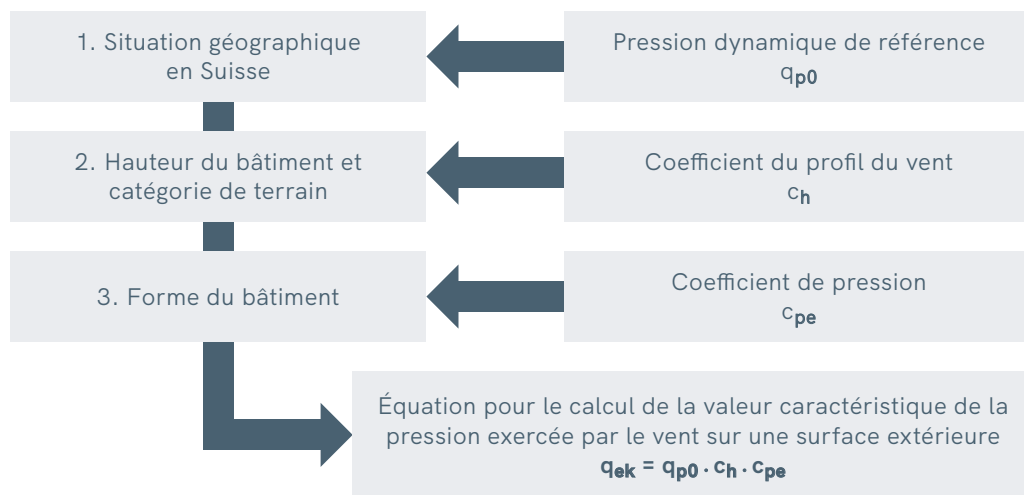 1. Situation géographique
en Suisse
Pression dynamique de référence
qp0
2. Hauteur du bâtiment et
catégorie de terrain
Coefficient du profil du vent
ch
3. Forme du bâtiment
Coefficient de pression
cpe
Équation pour le calcul de la valeur caractéristique de la
pression exercée par le vent sur une surface extérieure
qek = qp0 · ch · cpe